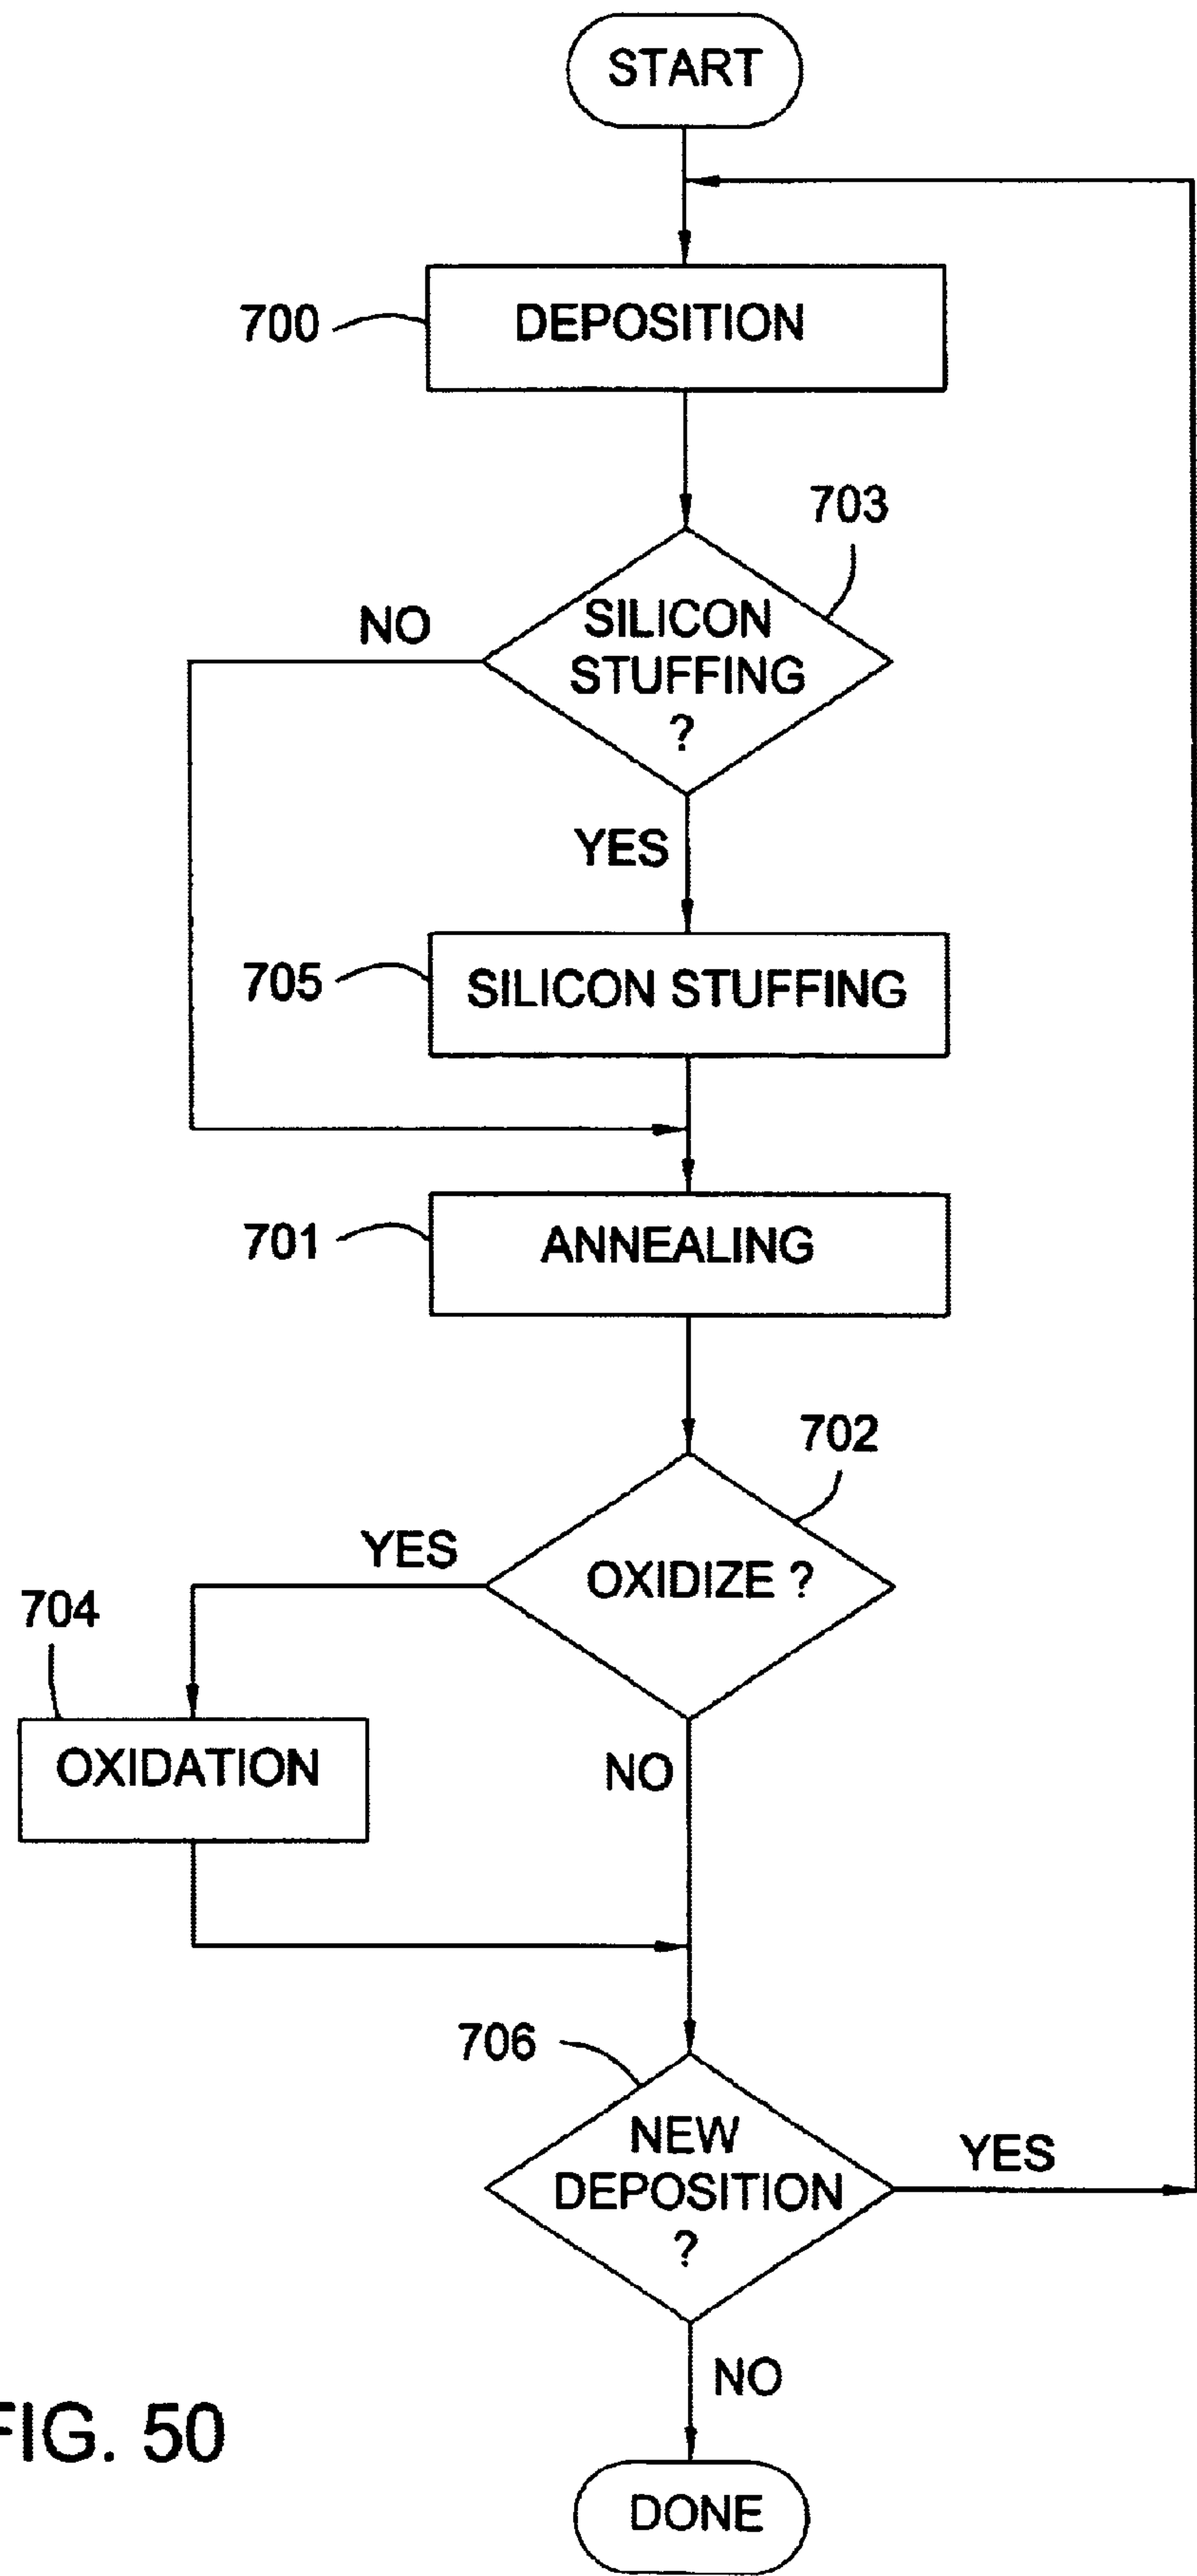 START
700
DEPOSITION
703
NO
SILICON
STUFFING
?
YES
705
SILICON STUFFING
701
ANNEALING
702
YES
OXIDIZE ?
704
OXIDATION
NO
706
NEW
DEPOSITION
?
YES
NO
FIG. 50
DONE